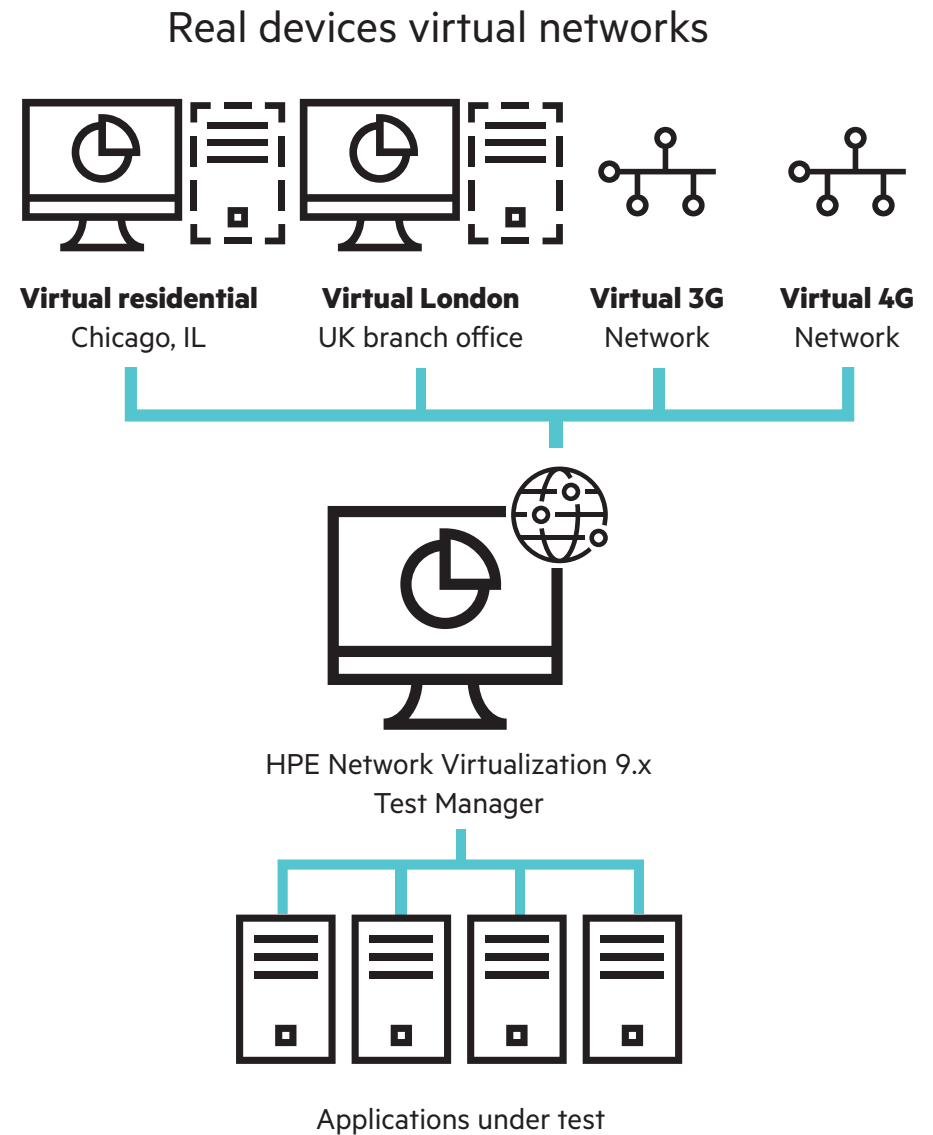 Real devices virtual networks
Virtual residential
Chicago, IL
Virtual London
UK branch office
Virtual 3G
Network
Virtual 4G
Network
HPE Network Virtualization 9.x
Test Manager
Applications under test